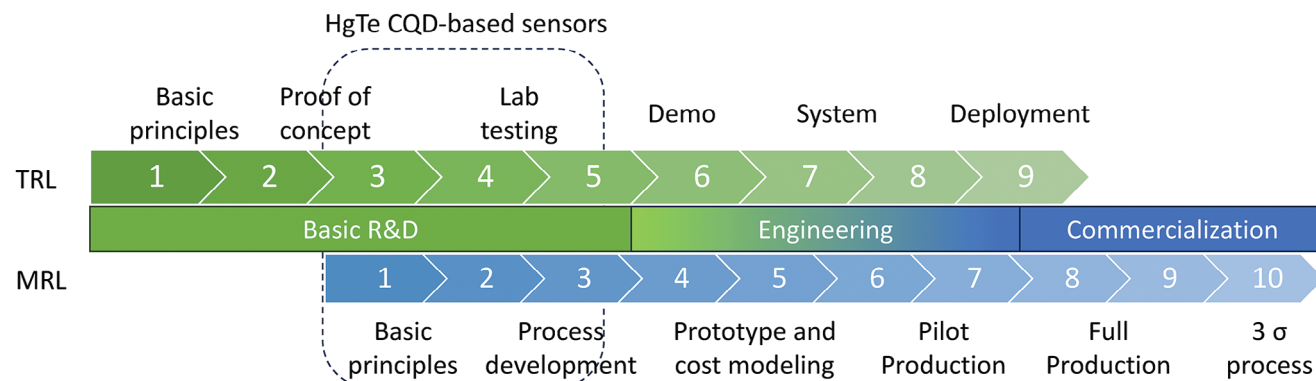 HgTe CQD-based sensors
Basic principles
Proof of concept
Lab testing
Demo
System
Deployment
TRL
1 2 3 4 5 6 7 8 9
Basic R&D
Engineering
Commercialization
MRL
1 2 3 4 5 6 7 8 9 10
Basic principles
Process development
Prototype and cost modeling
Pilot Production
Full Production
3 σ process